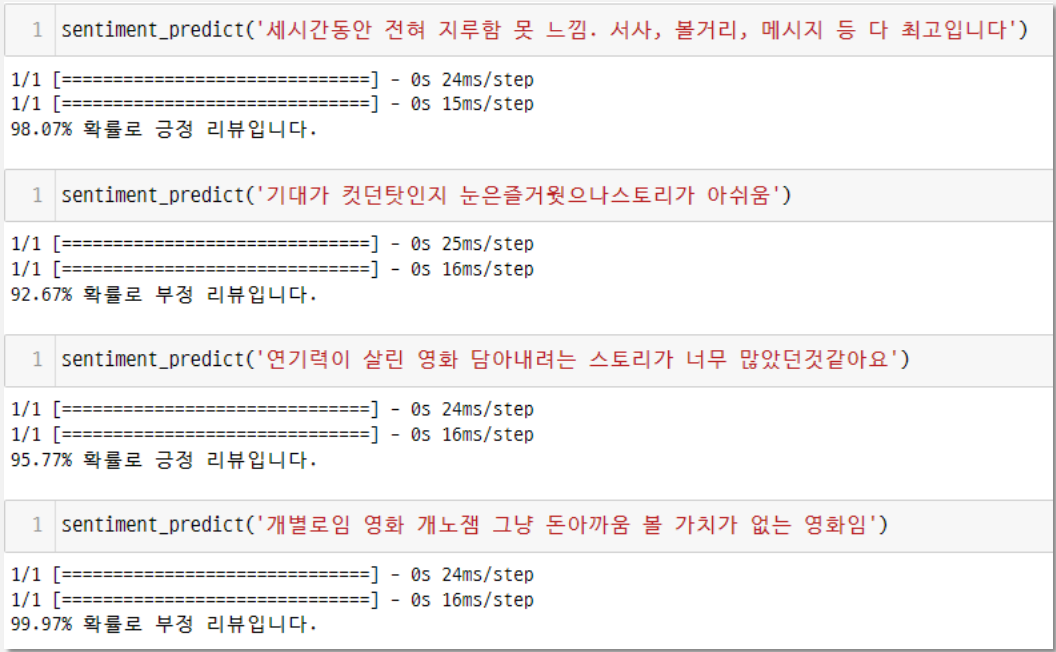 1 sentiment_predict('세시간동안 전혀 지루함 못 느낌. 서사, 볼거리, 메시지 등 다 최고입니다')
1/1 [==============================] - 0s 24ms/step
1/1 [==============================] - 0s 15ms/step
98.07% 확률로 긍정 리뷰입니다.
1 sentiment_predict('기대가 컷던탓인지 눈은즐거웟으나스토리가 아쉬움')
1/1 [==============================] - 0s 25ms/step
1/1 [==============================] - 0s 16ms/step
92.67% 확률로 부정 리뷰입니다.
1 sentiment_predict('연기력이 살린 영화 담아내려는 스토리가 너무 많았던것같아요')
1/1 [==============================] - 0s 24ms/step
1/1 [==============================] - 0s 16ms/step
95.77% 확률로 긍정 리뷰입니다.
1 sentiment_predict('개별로임 영화 개노잼 그냥 돈아까움 볼 가치가 없는 영화임')
1/1 [==============================] - 0s 24ms/step
1/1 [==============================] - 0s 16ms/step
99.97% 확률로 부정 리뷰입니다.